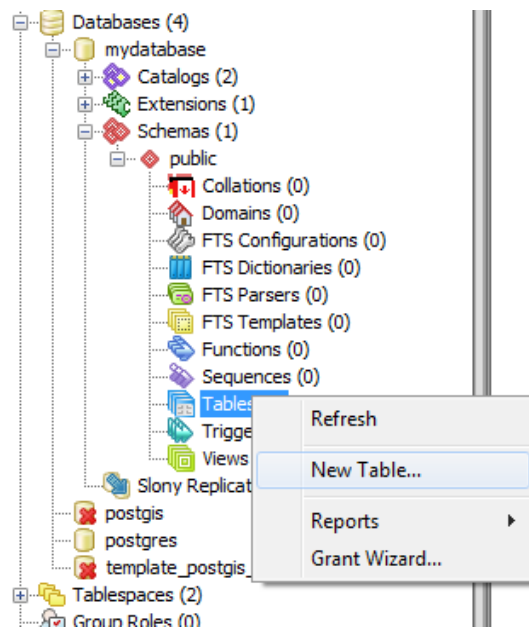 Databases (4)
mydatabase
Catalogs (2)
Extensions (1)
Schemas (1)
public
Collations (0)
Domains (0)
FTS Configurations (0)
FTS Dictionaries (0)
FTS Parsers (0)
FTS Templates (0)
Functions (0)
Sequences (0)
Tables
Trigge
Views
Slony Replicat
postgis
postgres
template_postgis_
Tablespaces (2)
Group Roles (0)
Refresh
New Table...
Reports
Grant Wizard...